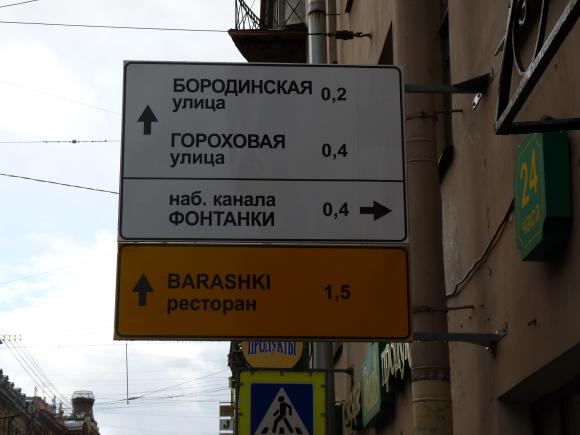 БОРОДИНСКАЯ
улица 0,2
ГОРОХОВАЯ
улица 0,4
наб. канала
ФОНТАНКИ 0,4
BARASHKI
ресторан 1,5
24
часа
ПРОДУКТЫ